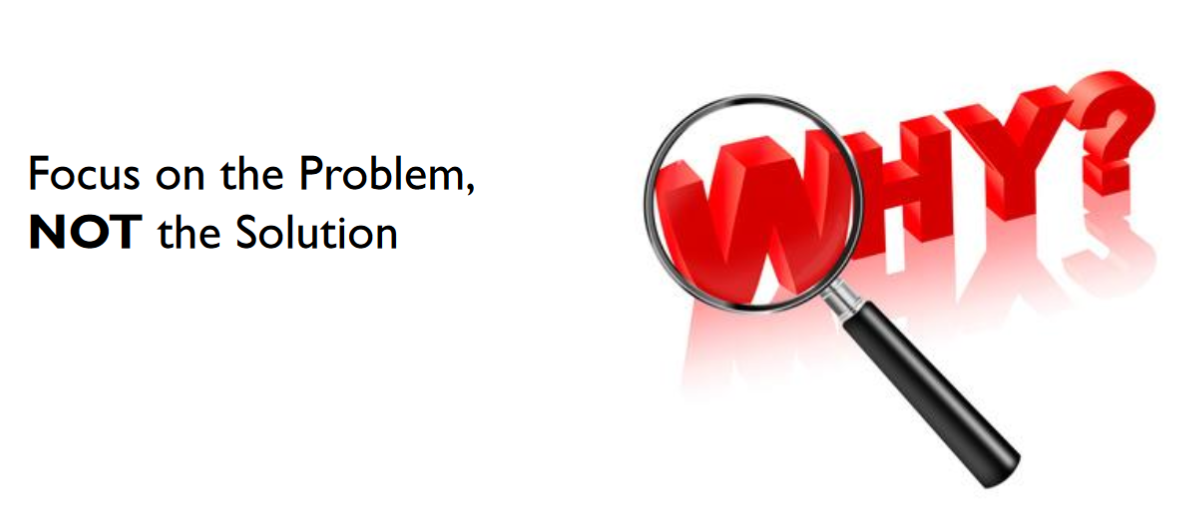 Focus on the Problem,
NOT the Solution
WHY?